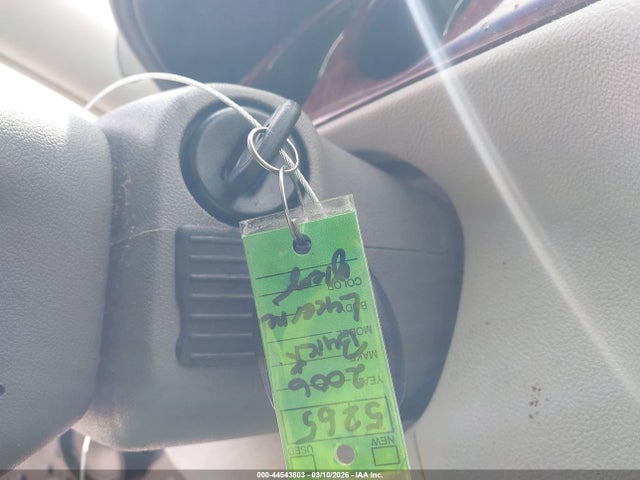 NEW USED
5265
YEAR 2006
MAKE Buick
MODEL Lucerne
COLOR Grey
000-44543803 - 03/10/2026 - IAA, Inc.